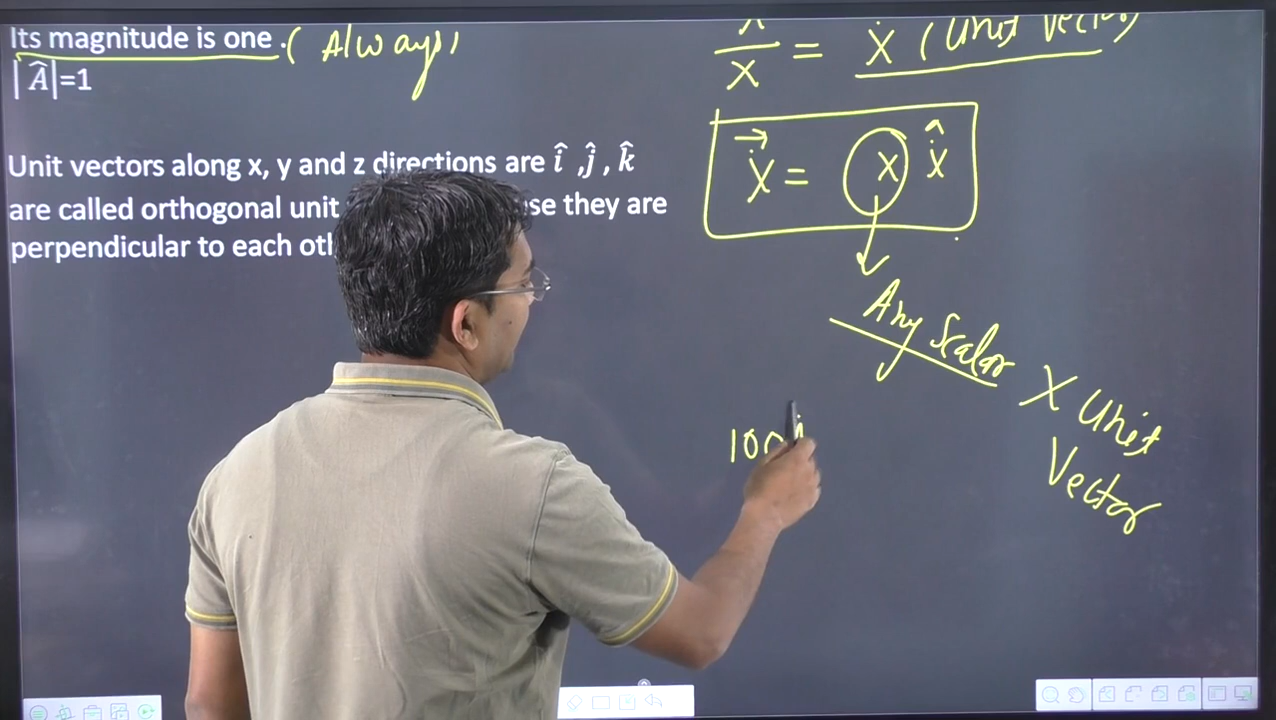 Its magnitude is one . ( Always)
| Â|=1
Unit vectors along x, y and z directions are î ,ĵ , k̂
are called orthogonal unit se they are
perpendicular to each
x = X (Unit Vector)
X⃗ = X X̂
Any Scalar X Unit
Vector